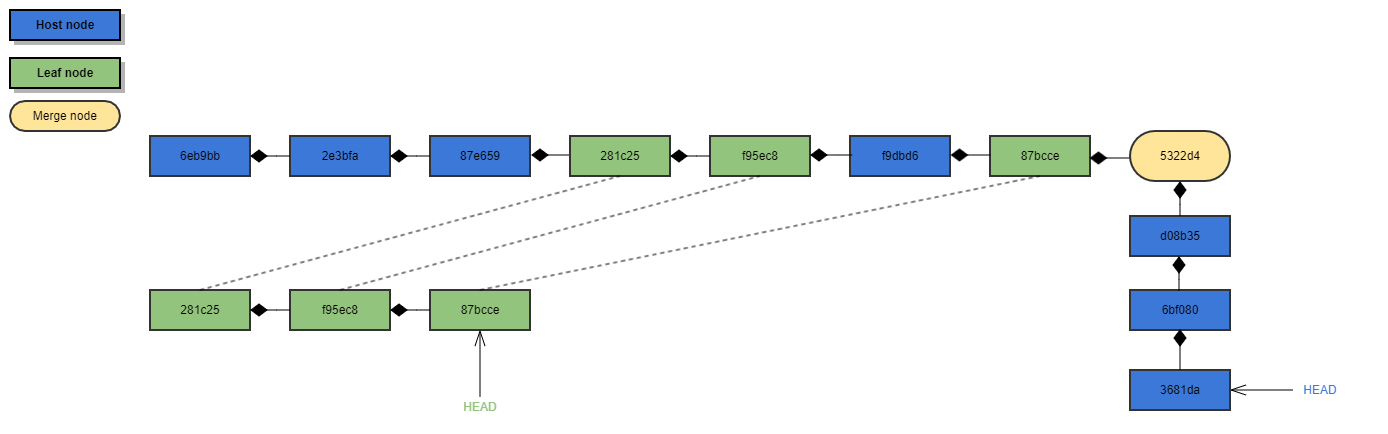 Host node
Leaf node
Merge node
6eb9bb
2e3bfa
87e659
281c25
f95ec8
f9dbd6
87bcce
5322d4
d08b35
281c25
f95ec8
87bcce
6bf080
3681da
HEAD
HEAD